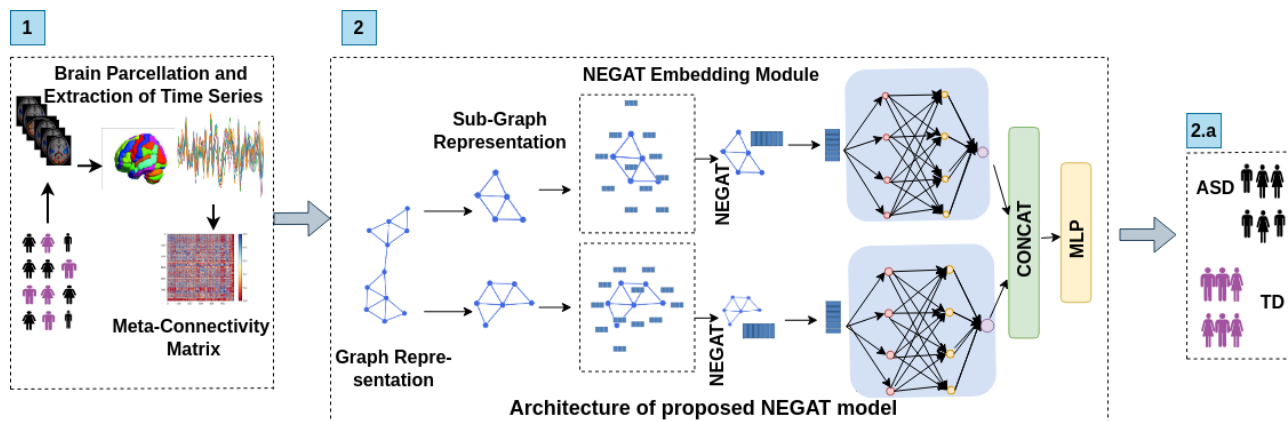 1
Brain Parcellation and
Extraction of Time Series
Meta-Connectivity
Matrix
2
NEGAT Embedding Module
Sub-Graph
Representation
Graph Repre-
sentation
NEGAT
NEGAT
CONCAT
MLP
Architecture of proposed NEGAT model
2.a
ASD
TD